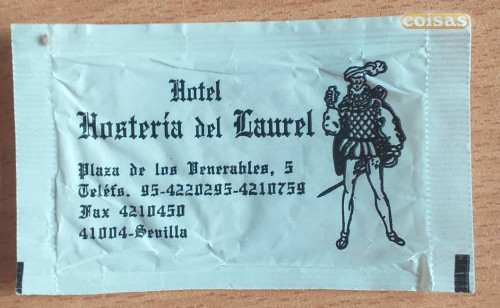 coisas
Hotel
Hostería del Laurel
Plaza de los Venerables, 5
Teléfs. 95-4220295-4210759
Fax 4210450
41004-Sevilla